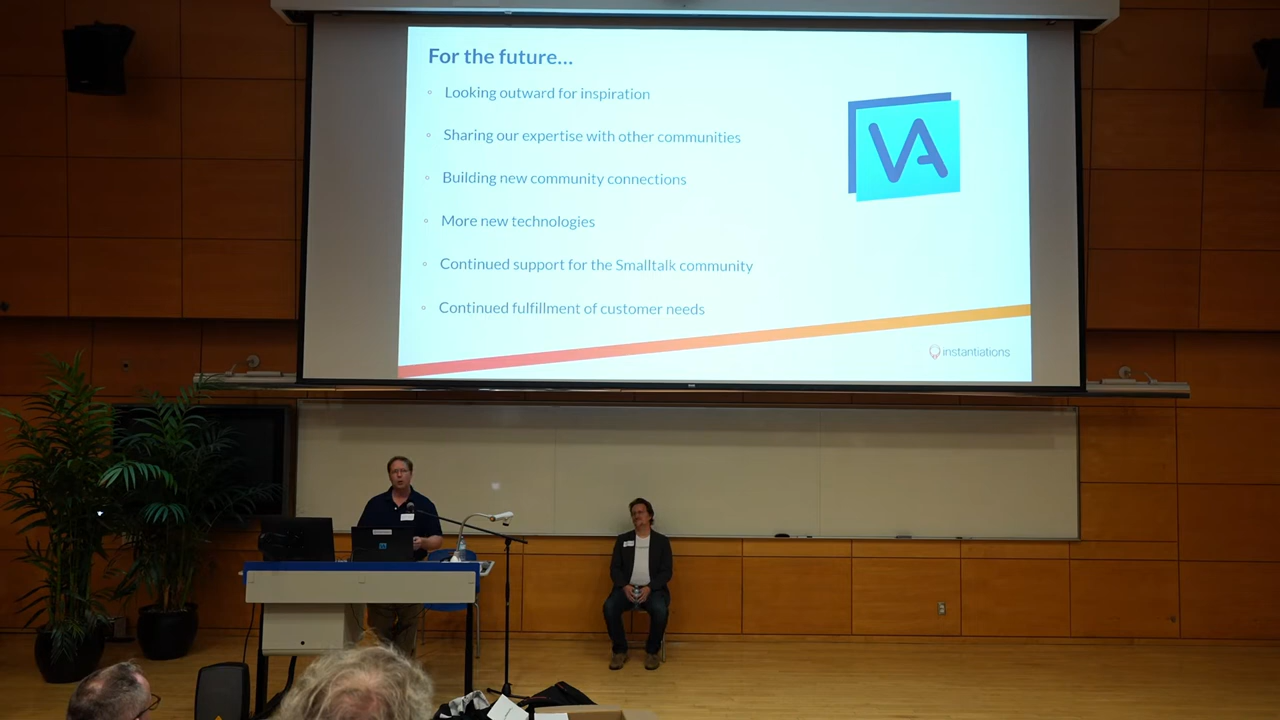 For the future...
Looking outward for inspiration
Sharing our expertise with other communities
Building new community connections
More new technologies
Continued support for the Smalltalk community
Continued fulfillment of customer needs
VA
instantiations